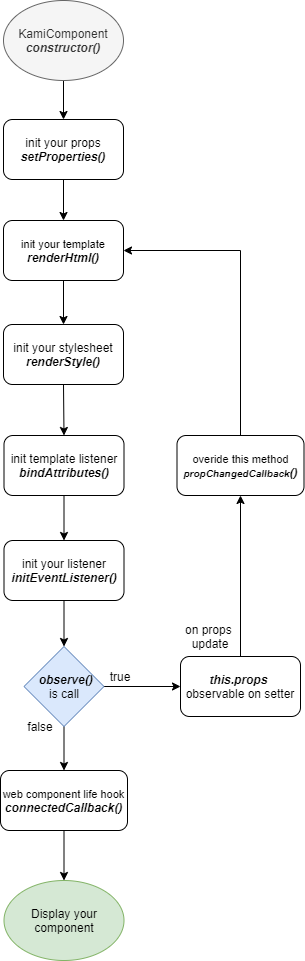 KamiComponent
constructor()
init your props
setProperties()
init your template
renderHtml()
init your stylesheet
renderStyle()
init template listener
bindAttributes()
overide this method
propChangedCallback()
init your listener
initEventListener()
on props
update
observe()
is call
true
this.props
observable on setter
false
web component life hook
connectedCallback()
Display your
component